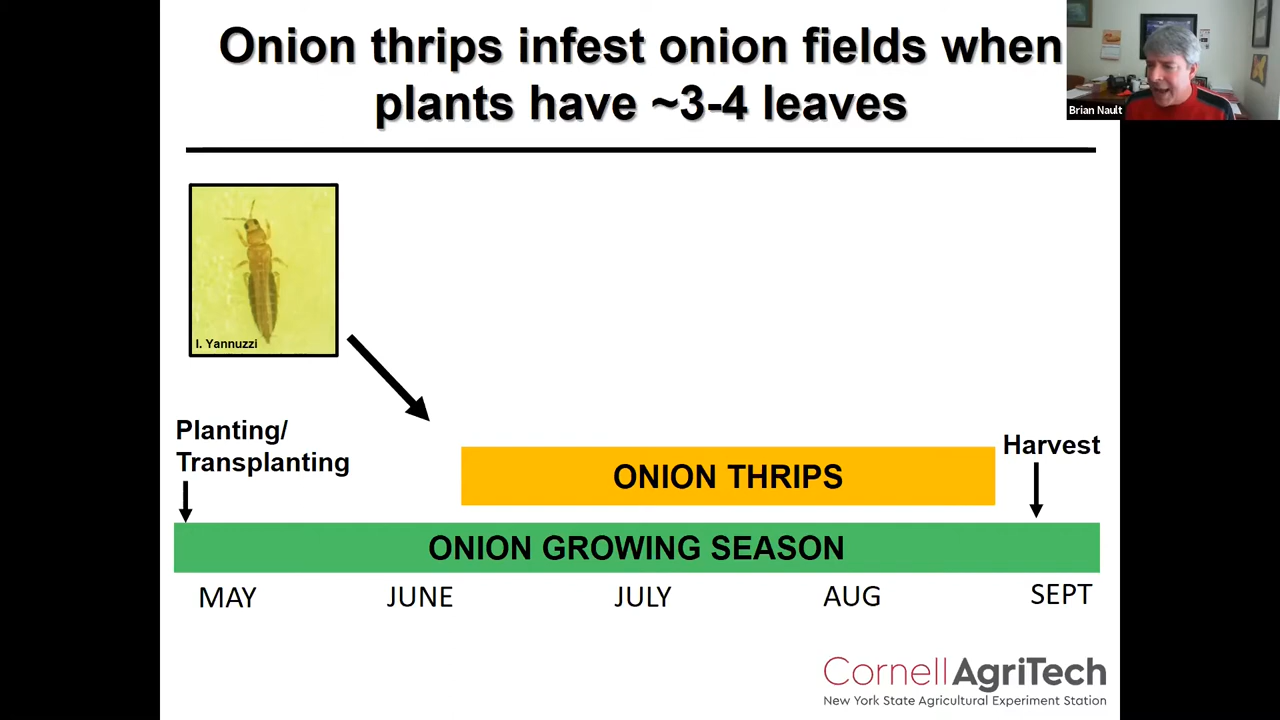 Onion thrips infest onion fields when
plants have ~3-4 leaves
Brian Nault
I. Yannuzzi
Planting/
Transplanting
Harvest
ONION THRIPS
ONION GROWING SEASON
MAY JUNE JULY AUG SEPT
Cornell AgriTech
New York State Agricultural Experiment Station